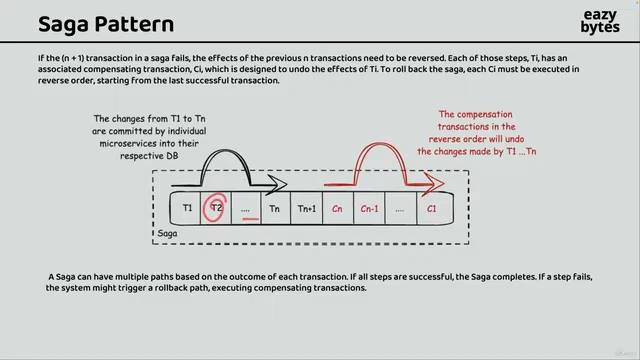 Saga Pattern
eazy
bytes
If the (n + 1) transaction in a saga fails, the effects of the previous n transactions need to be reversed. Each of those steps, Ti, has an
associated compensating transaction, Ci, which is designed to undo the effects of Ti. To roll back the saga, each Ci must be executed in
reverse order, starting from the last successful transaction.
The changes from T1 to Tn
are committed by individual
microservices into their
respective DB
The compensation
transactions in the
reverse order will undo
the changes made by T1 ...Tn
T1 T2 .... Tn Tn+1 Cn Cn-1 .... C1
Saga
A Saga can have multiple paths based on the outcome of each transaction. If all steps are successful, the Saga completes. If a step fails,
the system might trigger a rollback path, executing compensating transactions.